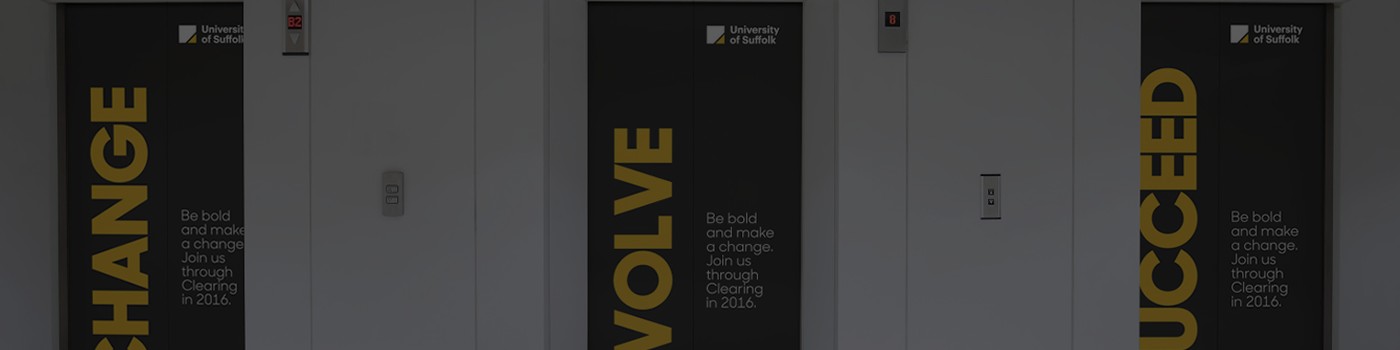 University
of Suffolk
CHANGE
Be bold
and make
a change
Join us
through
Clearing
in 2016.
B2
University
of Suffolk
VOLVE
Be bold
and make
a change.
Join us
through
Clearing
in 2016.
8
University
of Suffolk
UCCEED
Be bold
and make
a change.
Join us
through
Clearing
in 2016.